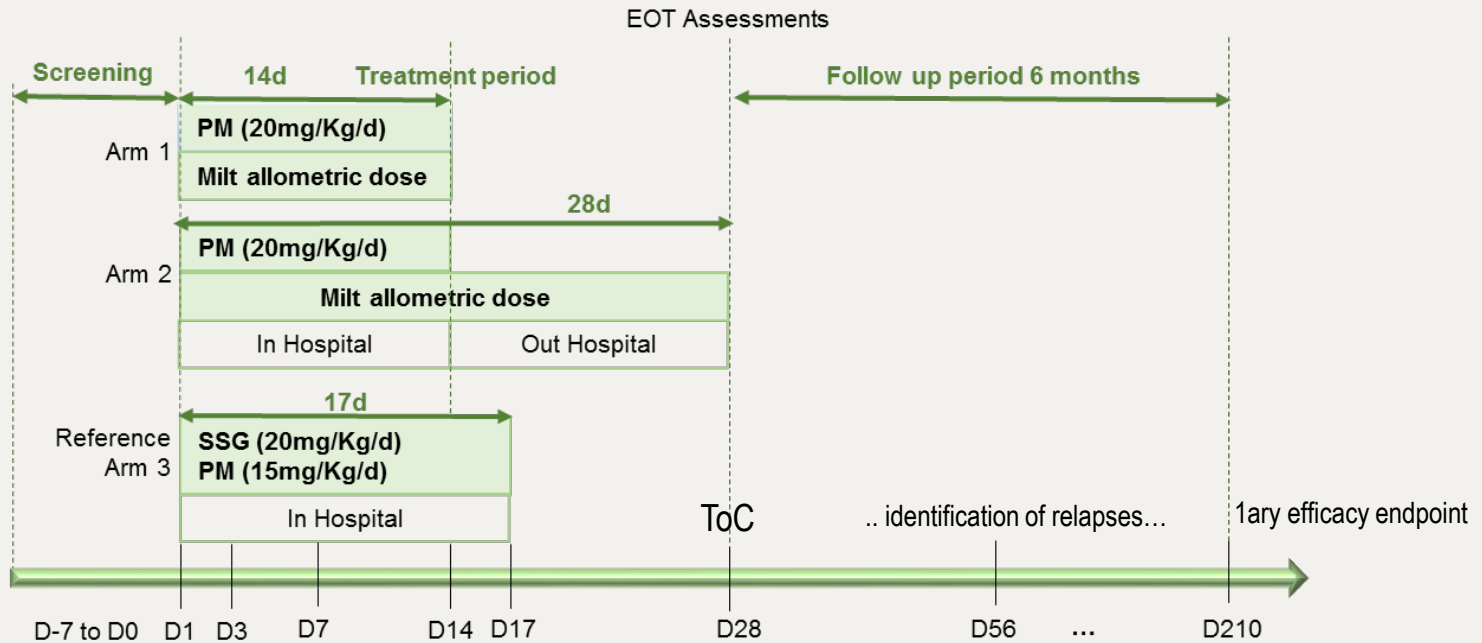 EOT Assessments
Screening
14d
Treatment period
Follow up period 6 months
Arm 1
PM (20mg/Kg/d)
Milt allometric dose
28d
Arm 2
PM (20mg/Kg/d)
Milt allometric dose
In Hospital
Out Hospital
17d
Reference
Arm 3
SSG (20mg/Kg/d)
PM (15mg/Kg/d)
In Hospital
ToC
.. identification of relapses…
1ary efficacy endpoint
D-7 to D0
D1
D3
D7
D14
D17
D28
D56
...
D210